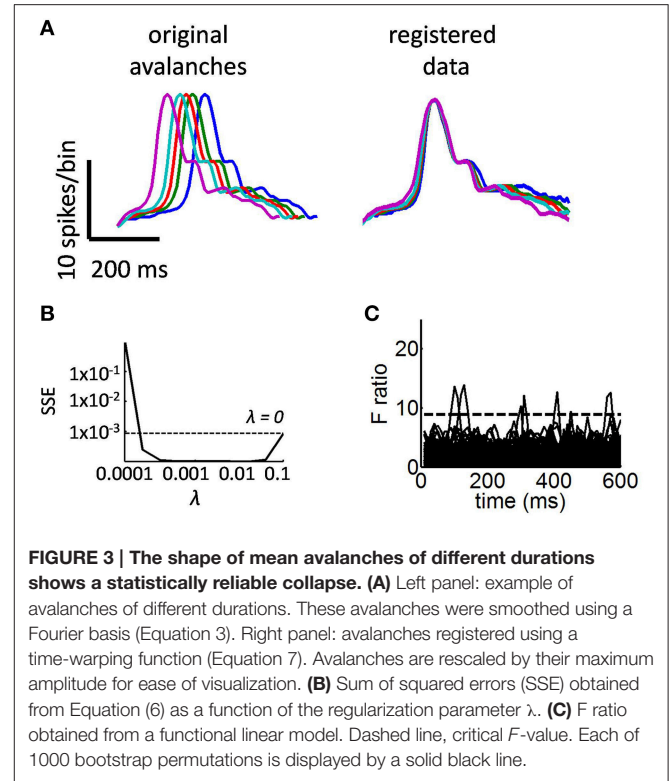 A
original
avalanches
registered
data
10 spikes/bin
200 ms
B
SSE
1x10⁻¹
1x10⁻²
1x10⁻³
λ = 0
0.0001 0.001 0.01 0.1
λ
C
F ratio
20
10
0
0 200 400 600
time (ms)
FIGURE 3 | The shape of mean avalanches of different durations
shows a statistically reliable collapse. (A) Left panel: example of
avalanches of different durations. These avalanches were smoothed using a
Fourier basis (Equation 3). Right panel: avalanches registered using a
time-warping function (Equation 7). Avalanches are rescaled by their maximum
amplitude for ease of visualization. (B) Sum of squared errors (SSE) obtained
from Equation (6) as a function of the regularization parameter λ. (C) F ratio
obtained from a functional linear model. Dashed line, critical F-value. Each of
1000 bootstrap permutations is displayed by a solid black line.